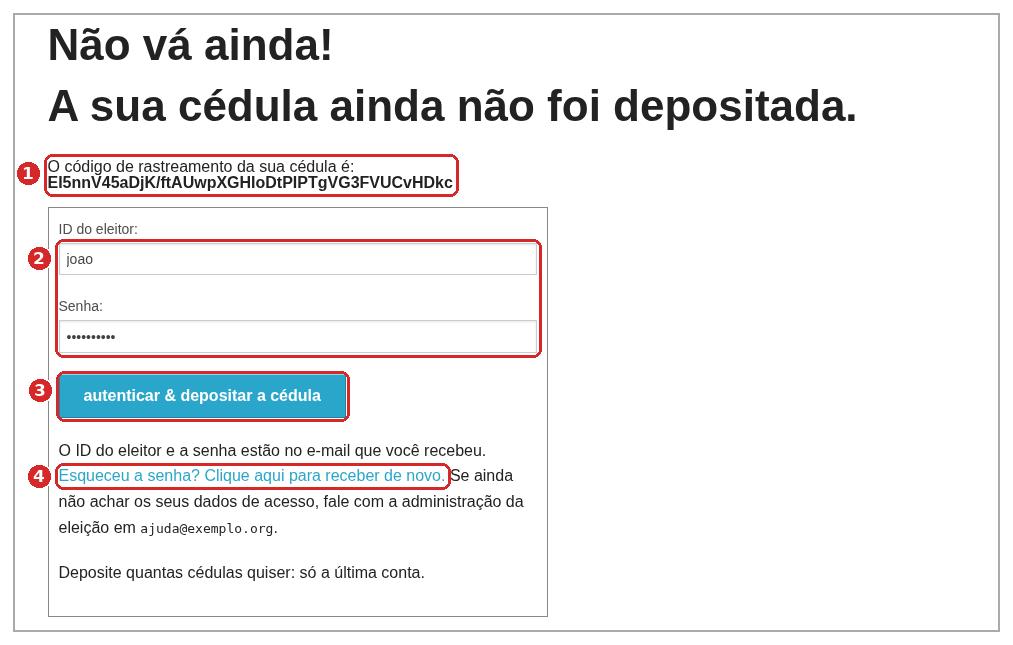 Não vá ainda!
A sua cédula ainda não foi depositada.
1 O código de rastreamento da sua cédula é:
EI5nnV45aDjK/ftAUwpXGHIoDtPIPTgVG3FVUCvHDkc
ID do eleitor:
2 joao
Senha:
••••••••••
3 autenticar & depositar a cédula
O ID do eleitor e a senha estão no e-mail que você recebeu.
4 Esqueceu a senha? Clique aqui para receber de novo. Se ainda
não achar os seus dados de acesso, fale com a administração da
eleição em ajuda@exemplo.org.
Deposite quantas cédulas quiser: só a última conta.